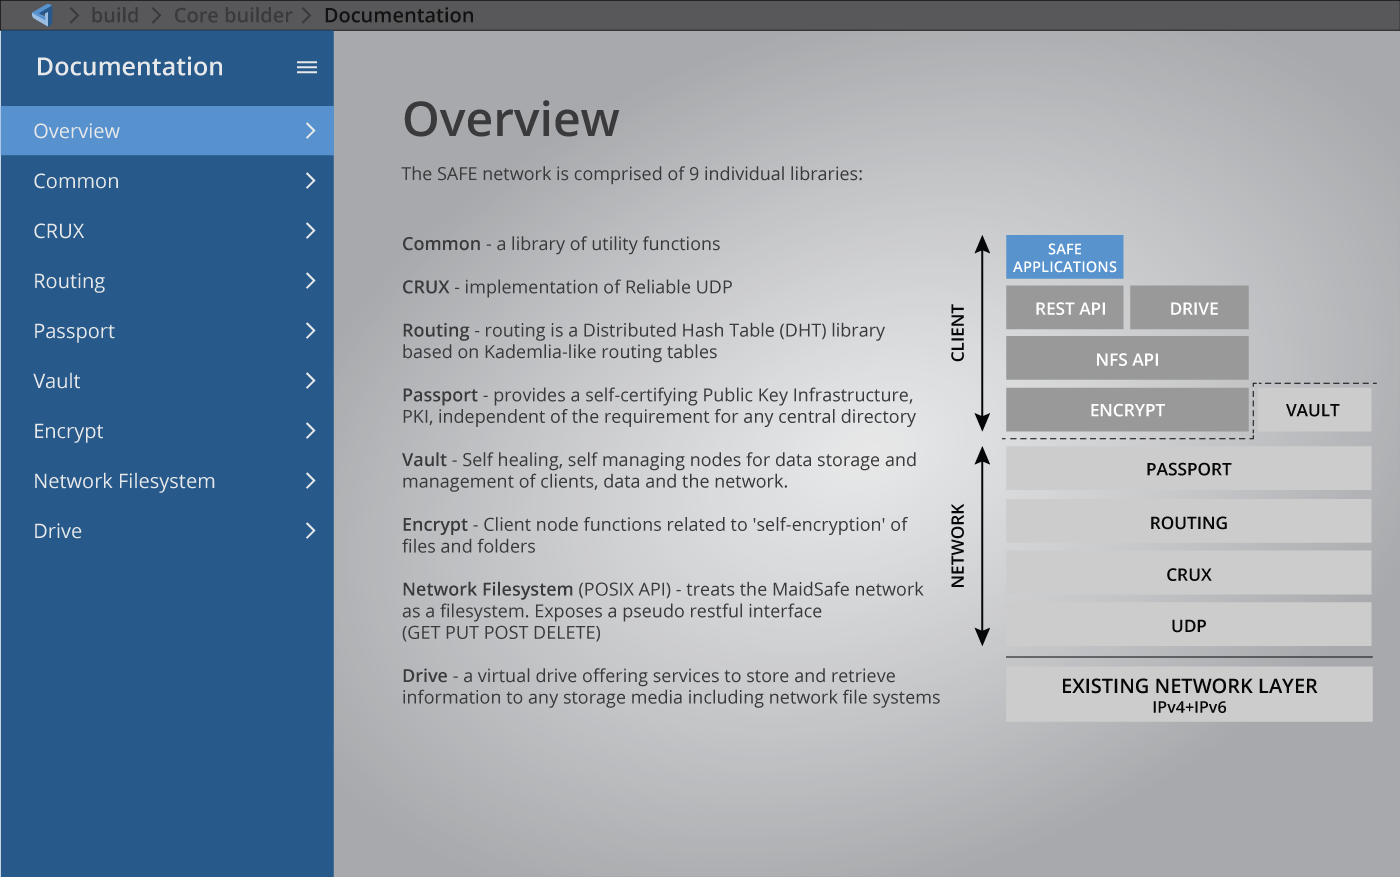 build
Core builder
Documentation
Documentation
Overview
Common
CRUX
Routing
Passport
Vault
Encrypt
Network Filesystem
Drive
Overview
The SAFE network is comprised of 9 individual libraries:
Common - a library of utility functions
CRUX - implementation of Reliable UDP
Routing - routing is a Distributed Hash Table (DHT) library
based on Kademlia-like routing tables
Passport - provides a self-certifying Public Key Infrastructure,
PKI, independent of the requirement for any central directory
Vault - Self healing, self managing nodes for data storage and
management of clients, data and the network.
Encrypt - Client node functions related to 'self-encryption' of
files and folders
Network Filesystem (POSIX API) - treats the MaidSafe network
as a filesystem. Exposes a pseudo restful interface
(GET PUT POST DELETE)
Drive - a virtual drive offering services to store and retrieve
information to any storage media including network file systems
CLIENT
SAFE
APPLICATIONS
REST API
DRIVE
NFS API
ENCRYPT
VAULT
NETWORK
PASSPORT
ROUTING
CRUX
UDP
EXISTING NETWORK LAYER
IPv4+IPv6